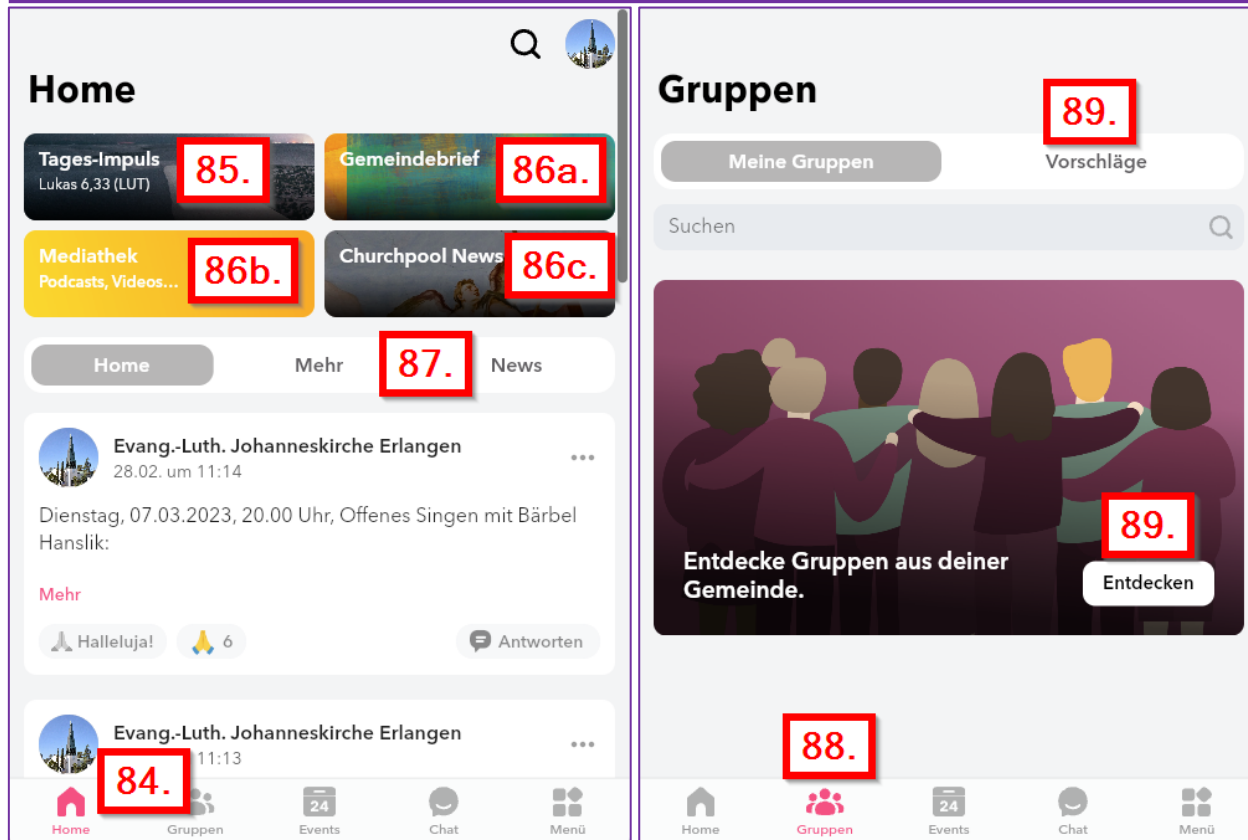 Home
Tages-Impuls
Lukas 6,33 (LUT)
85.
Gemeindebrief
86a.
Mediathek
Podcasts, Videos...
86b.
Churchpool News
86c.
Home Mehr 87. News
Evang.-Luth. Johanneskirche Erlangen
28.02. um 11:14
Dienstag, 07.03.2023, 20.00 Uhr, Offenes Singen mit Bärbel
Hanslik:
Mehr
Halleluja! 6 Antworten
Evang.-Luth. Johanneskirche Erlangen
11:13
84.
24
Home Gruppen Events Chat Menü
Gruppen
89.
Meine Gruppen Vorschläge
Suchen
89.
Entdecke Gruppen aus deiner
Gemeinde.
Entdecken
88.
24
Home Gruppen Events Chat Menü